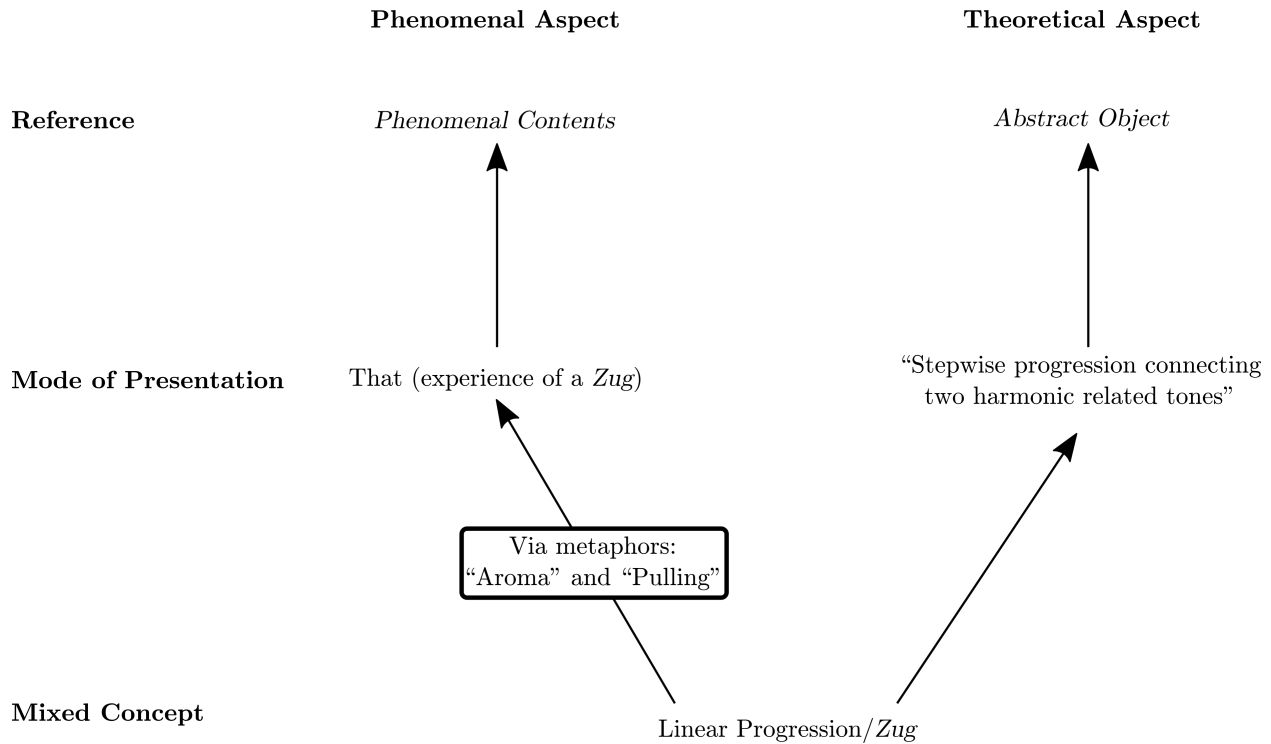 Phenomenal Aspect
Theoretical Aspect
Reference
Phenomenal Contents
Abstract Object
Mode of Presentation
That (experience of a Zug)
“Stepwise progression connecting
two harmonic related tones”
Via metaphors:
“Aroma” and “Pulling”
Mixed Concept
Linear Progression/Zug